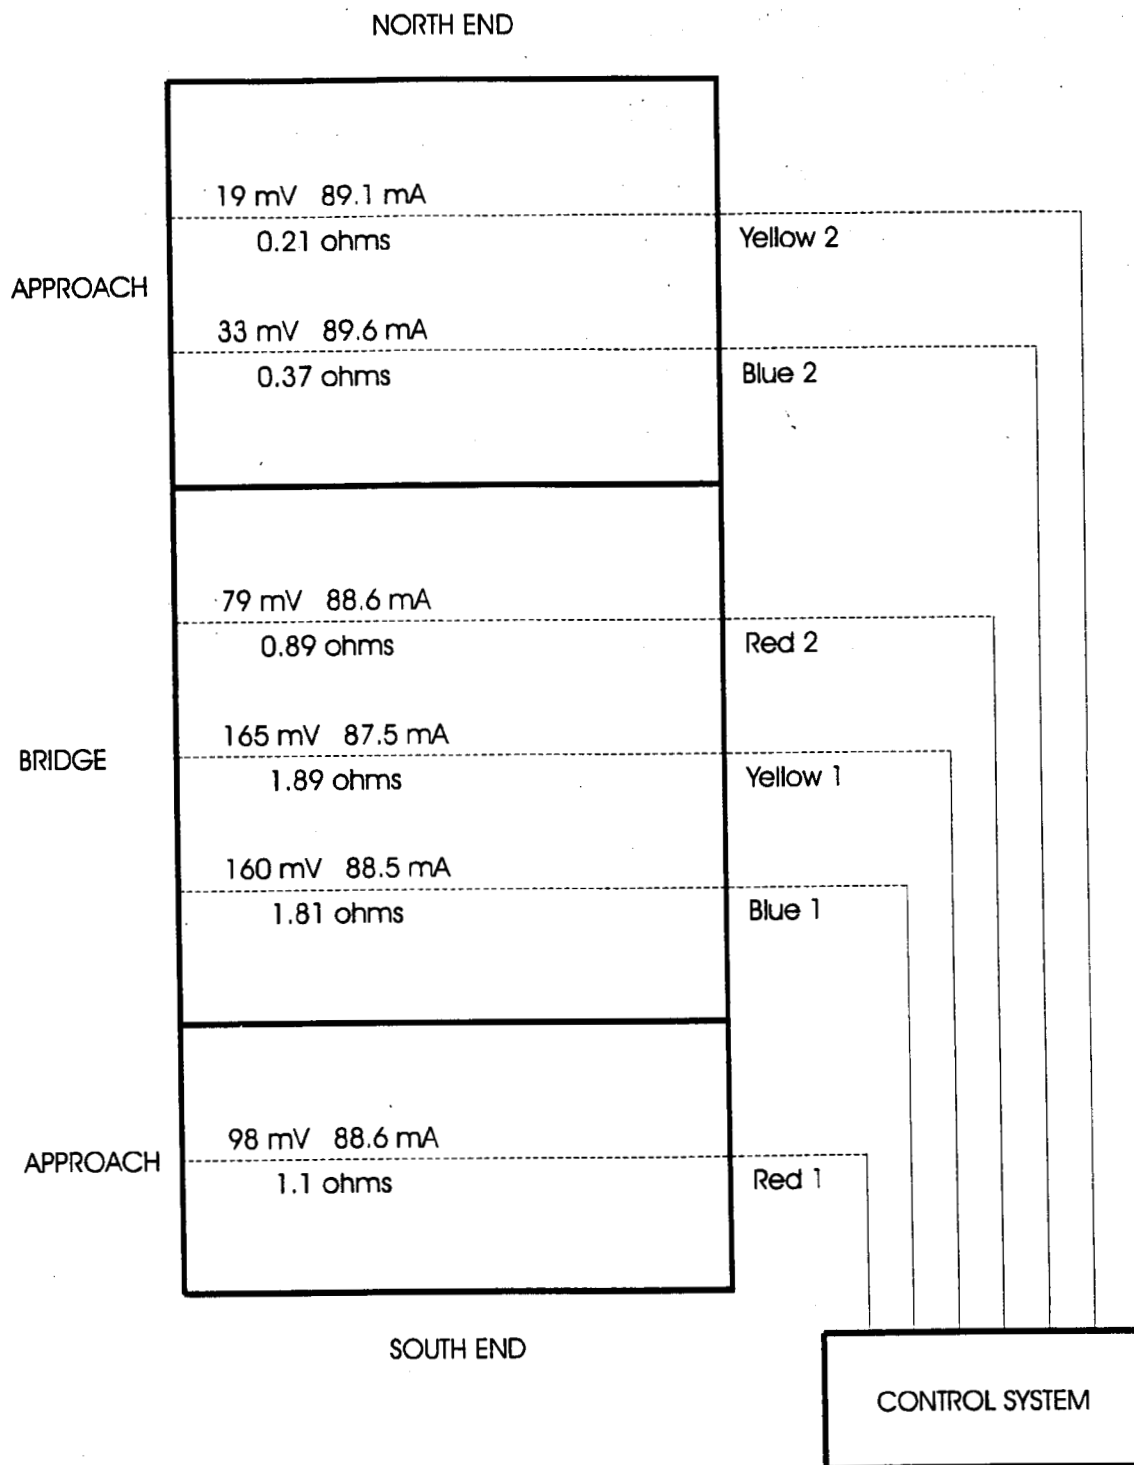 NORTH END
19 mV 89.1 mA
0.21 ohms
Yellow 2
APPROACH
33 mV 89.6 mA
0.37 ohms
Blue 2
79 mV 88.6 mA
0.89 ohms
Red 2
165 mV 87.5 mA
BRIDGE
1.89 ohms
Yellow 1
160 mV 88.5 mA
1.81 ohms
Blue 1
98 mV 88.6 mA
APPROACH
1.1 ohms
Red 1
SOUTH END
CONTROL SYSTEM